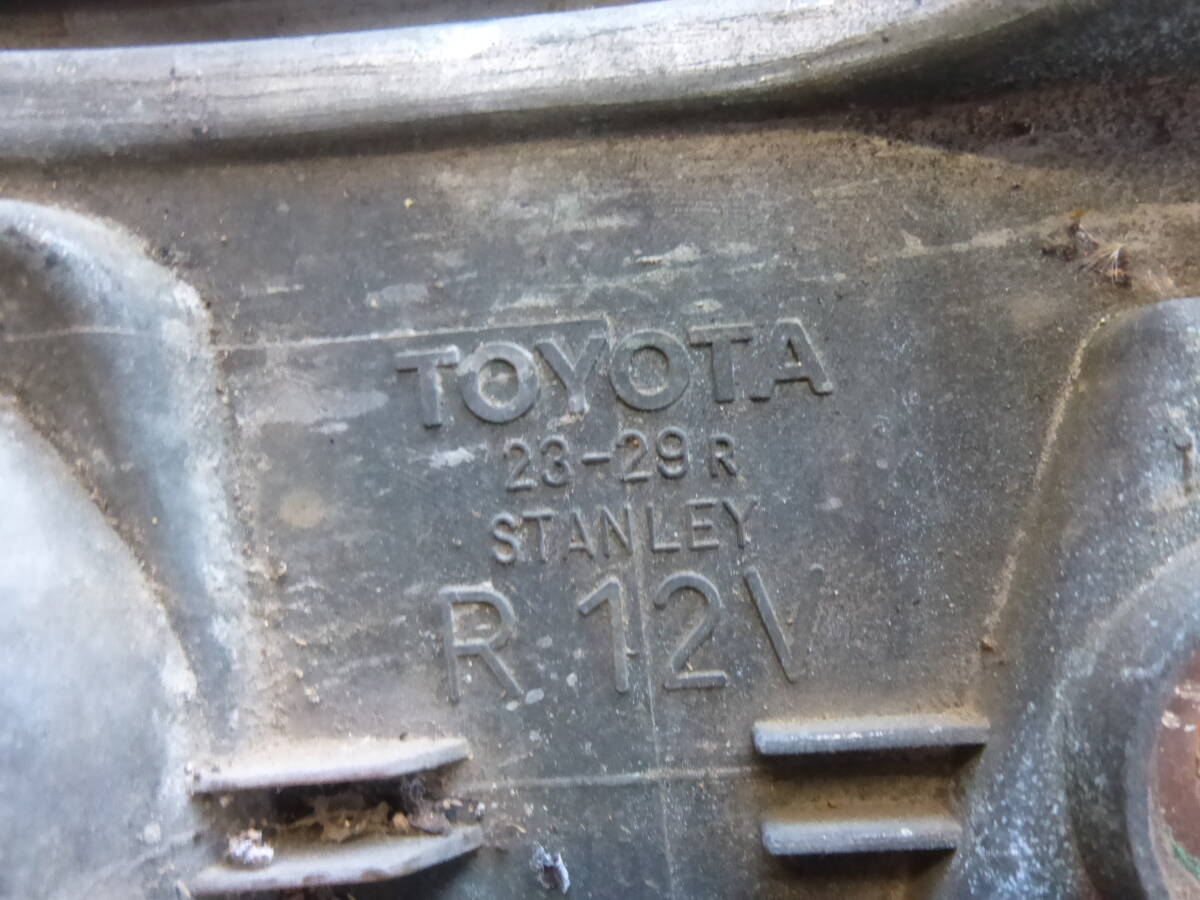 TOYOTA
23-29 R
STANLEY
R 12V